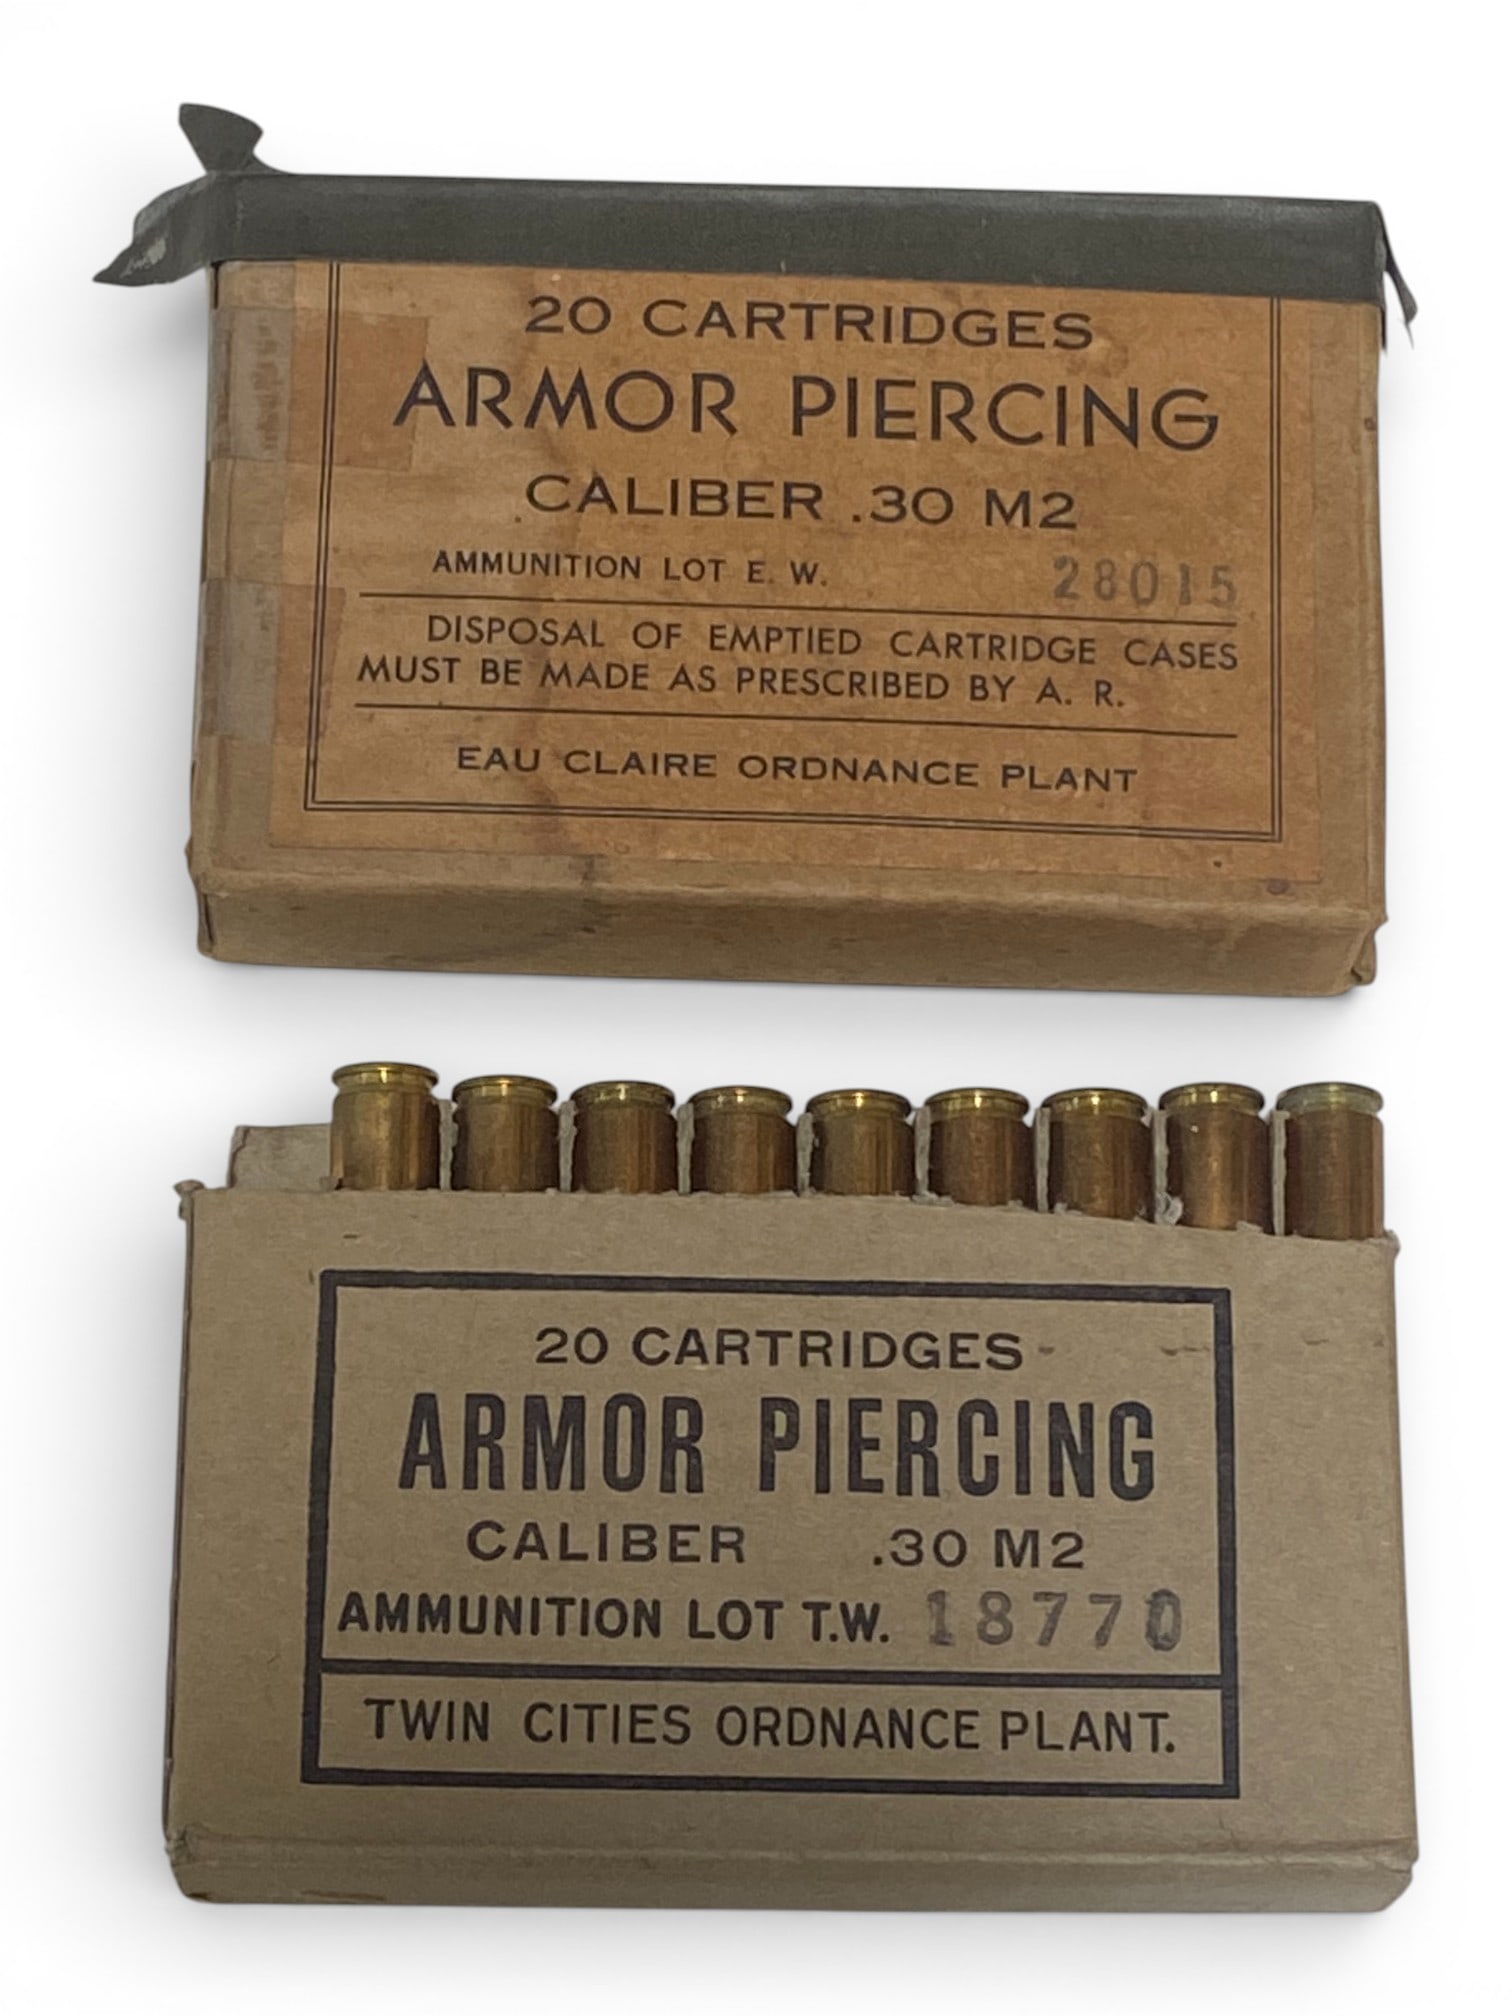 20 CARTRIDGES
ARMOR PIERCING
CALIBER .30 M2
AMMUNITION LOT E. W. 28015
DISPOSAL OF EMPTIED CARTRIDGE CASES
MUST BE MADE AS PRESCRIBED BY A. R.
EAU CLAIRE ORDNANCE PLANT
20 CARTRIDGES
ARMOR PIERCING
CALIBER .30 M2
AMMUNITION LOT T.W. 18770
TWIN CITIES ORDNANCE PLANT.